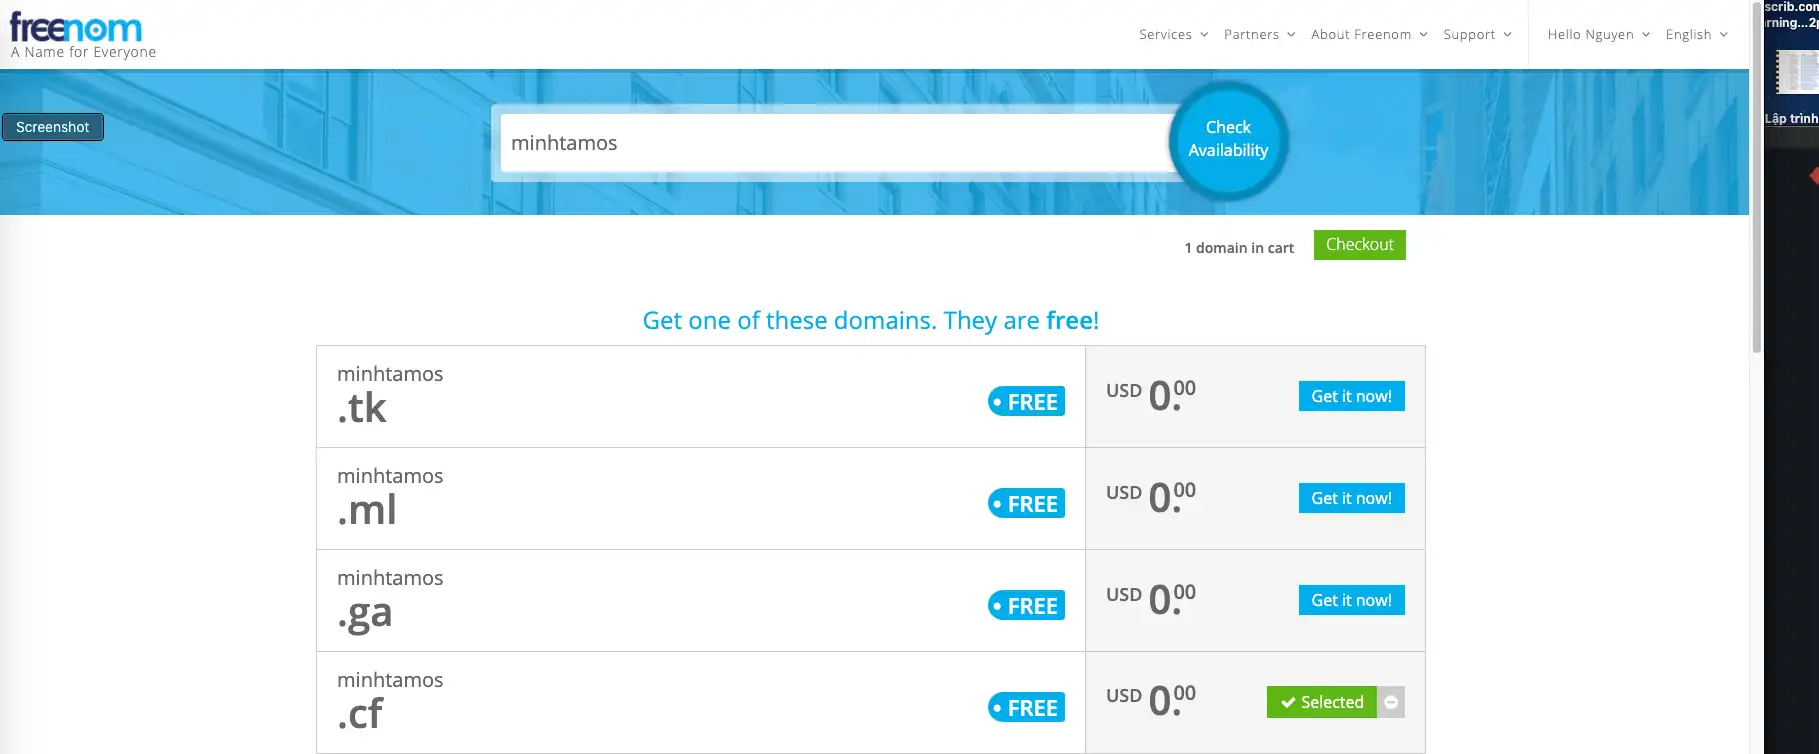 freenom
A Name for Everyone
Services Partners About Freenom Support Hello Nguyen English
Screenshot
minhtamos
Check
Availability
1 domain in cart Checkout
Get one of these domains. They are free!
minhtamos
.tk
FREE
USD 0.00
Get it now!
minhtamos
.ml
FREE
USD 0.00
Get it now!
minhtamos
.ga
FREE
USD 0.00
Get it now!
minhtamos
.cf
FREE
USD 0.00
Selected
scrib.com
rning...2p
Lập trình